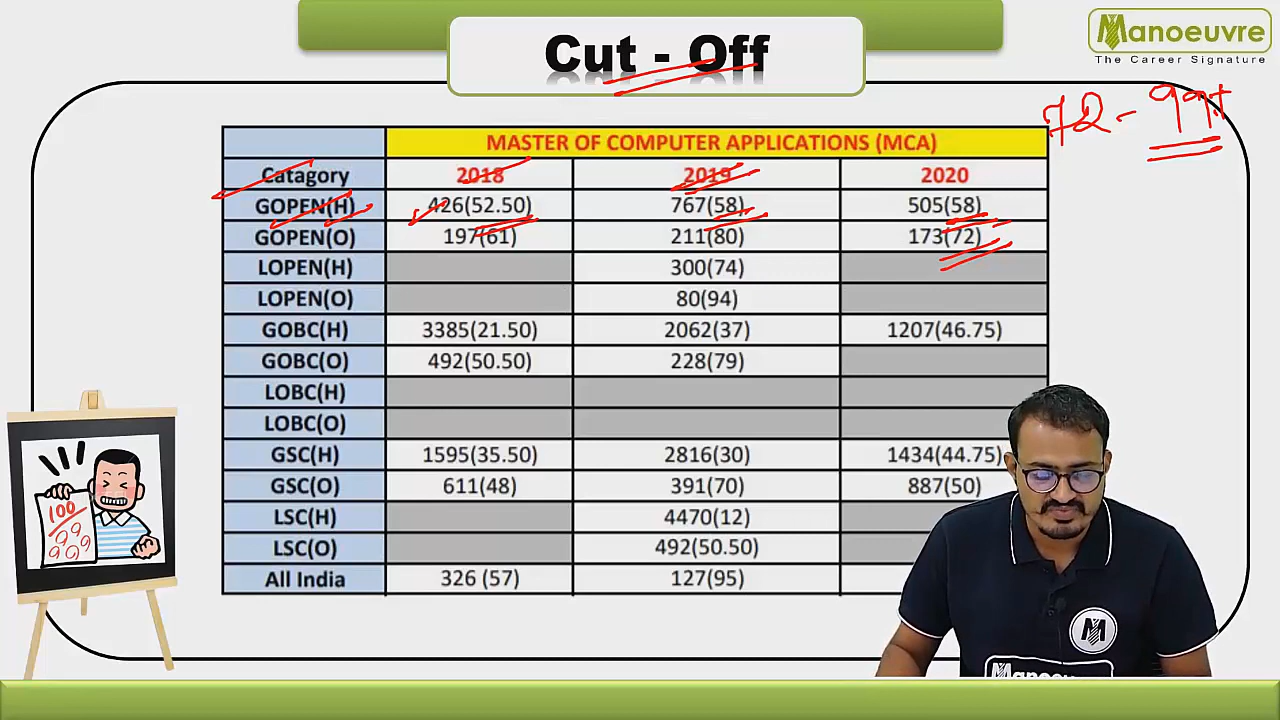 Manoeuvre
The Career Signature
Cut - Off
72 - 99+
MASTER OF COMPUTER APPLICATIONS (MCA)
Catagory 2018 2019 2020
GOPEN(H) 426(52.50) 767(58) 505(58)
GOPEN(O) 197(61) 211(80) 173(72)
LOPEN(H) 300(74)
LOPEN(O) 80(94)
GOBC(H) 3385(21.50) 2062(37) 1207(46.75)
GOBC(O) 492(50.50) 228(79)
LOBC(H)
LOBC(O)
GSC(H) 1595(35.50) 2816(30) 1434(44.75)
GSC(O) 611(48) 391(70) 887(50)
LSC(H) 4470(12)
LSC(O) 492(50.50)
All India 326 (57) 127(95)
100
99
999
M
Manoeuvre